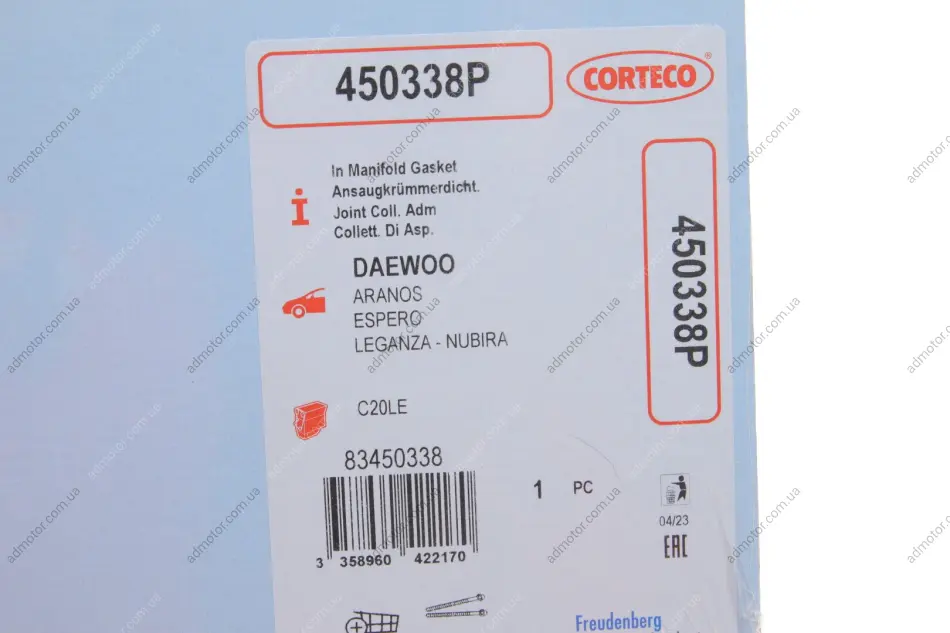 450338P
CORTECO®
In Manifold Gasket
Ansaugkrümmerdicht.
Joint Coll. Adm
Collett. Di Asp.
DAEWOO
ARANOS
ESPERO
LEGANZA - NUBIRA
C20LE
83450338
3 358960 422170
1 PC
450338P
04/23
EAC
Freudenberg
admotor.com.ua